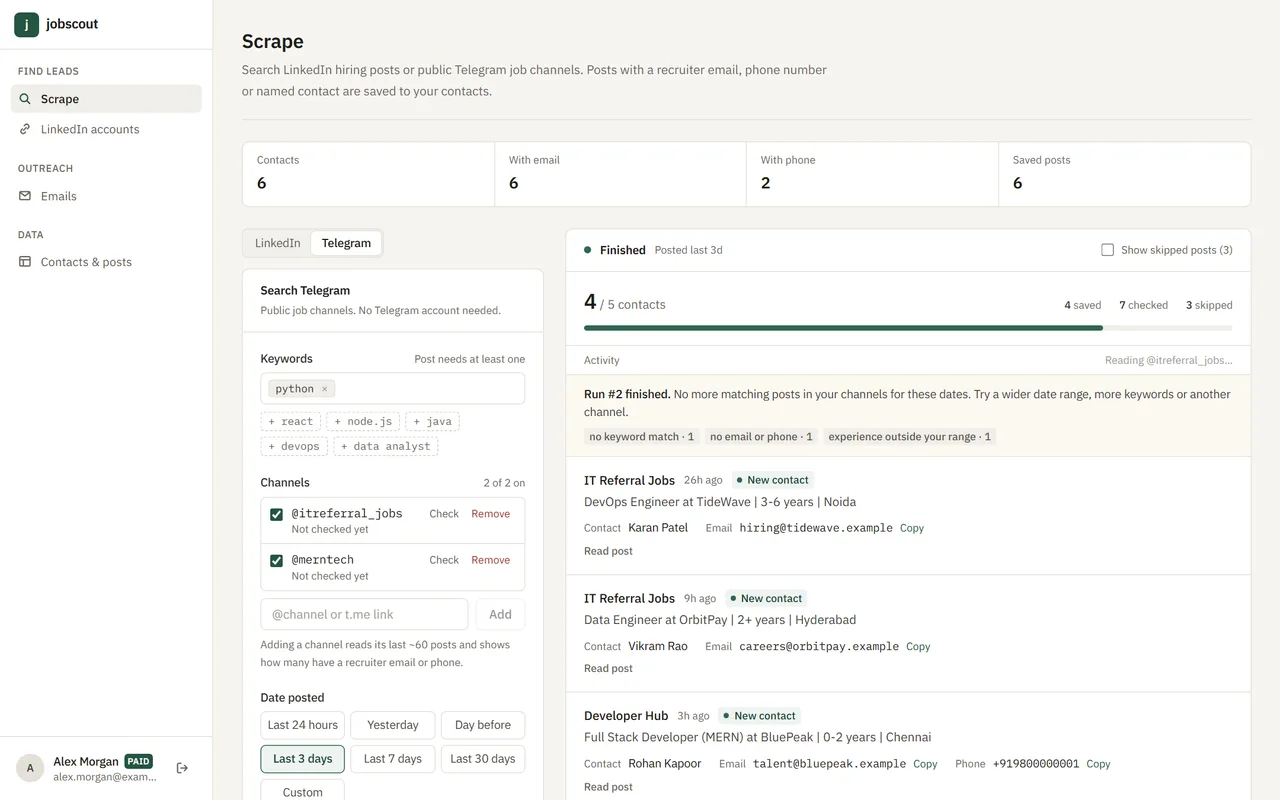 j jobscout
FIND LEADS
Scrape
LinkedIn accounts
OUTREACH
Emails
DATA
Contacts & posts
A
Alex Morgan PAID
alex.morgan@exam...
Scrape
Search LinkedIn hiring posts or public Telegram job channels. Posts with a recruiter email, phone number
or named contact are saved to your contacts.
Contacts
6
With email
6
With phone
2
Saved posts
6
LinkedIn Telegram
Search Telegram
Public job channels. No Telegram account needed.
Keywords Post needs at least one
python ×
+ react + node.js + java
+ devops + data analyst
Channels 2 of 2 on
@itreferral_jobs Check Remove
Not checked yet
@merntech Check Remove
Not checked yet
@channel or t.me link Add
Adding a channel reads its last ~60 posts and shows
how many have a recruiter email or phone.
Date posted
Last 24 hours Yesterday Day before
Last 3 days Last 7 days Last 30 days
Custom
Finished Posted last 3d Show skipped posts (3)
4 / 5 contacts 4 saved 7 checked 3 skipped
Activity Reading @itreferral_jobs…
Run #2 finished. No more matching posts in your channels for these dates. Try a wider date range, more keywords or another
channel.
no keyword match · 1 no email or phone · 1 experience outside your range · 1
IT Referral Jobs 26h ago New contact
DevOps Engineer at TideWave | 3-6 years | Noida
Contact Karan Patel Email hiring@tidewave.example Copy
Read post
IT Referral Jobs 9h ago New contact
Data Engineer at OrbitPay | 2+ years | Hyderabad
Contact Vikram Rao Email careers@orbitpay.example Copy
Read post
Developer Hub 3h ago New contact
Full Stack Developer (MERN) at BluePeak | 0-2 years | Chennai
Contact Rohan Kapoor Email talent@bluepeak.example Copy Phone +919800000001 Copy
Read post